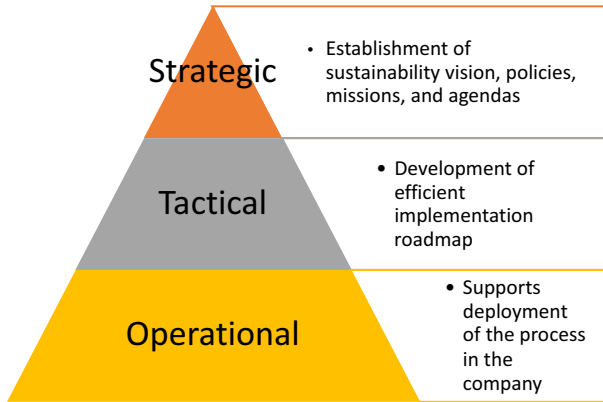 Strategic
• Establishment of
sustainability vision, policies,
missions, and agendas
Tactical
• Development of
efficient
implementation
roadmap
Operational
• Supports
deployment
of the process
in the
company